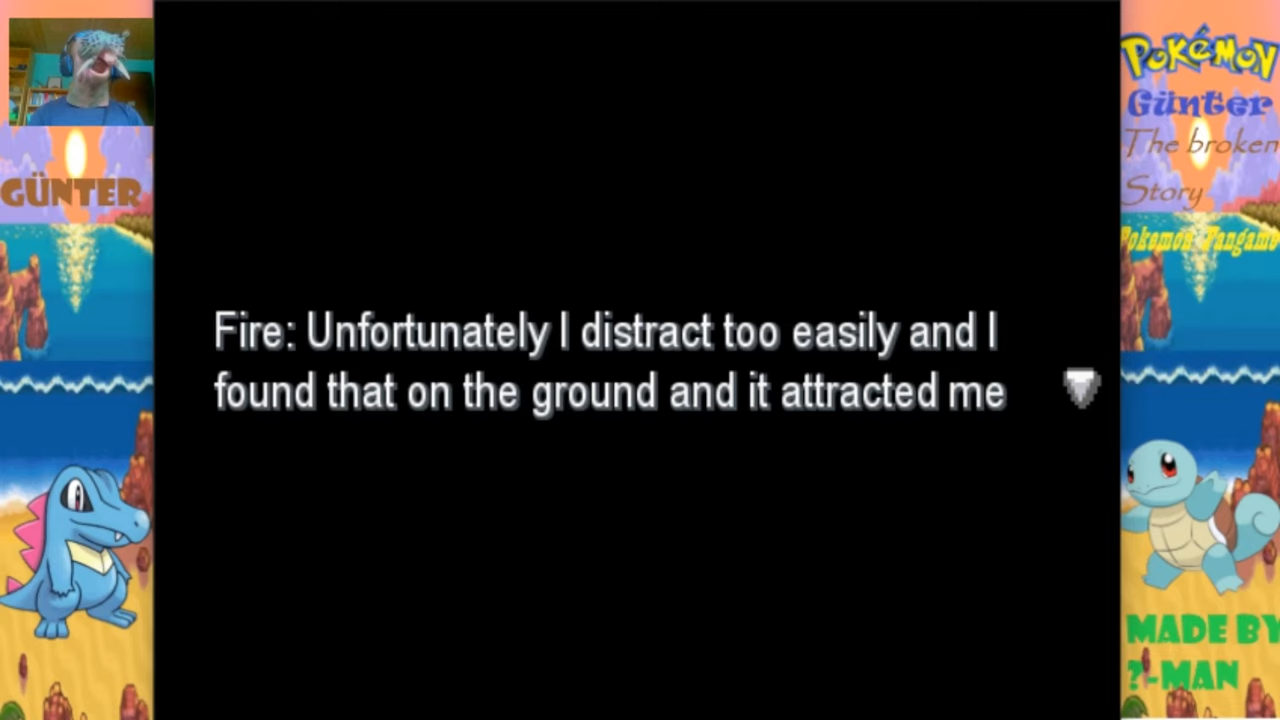 GÜNTER
Fire: Unfortunately I distract too easily and I
found that on the ground and it attracted me
POKéMON
Günter
The broken
Story
Pokemon Fangame
MADE BY
?-MAN